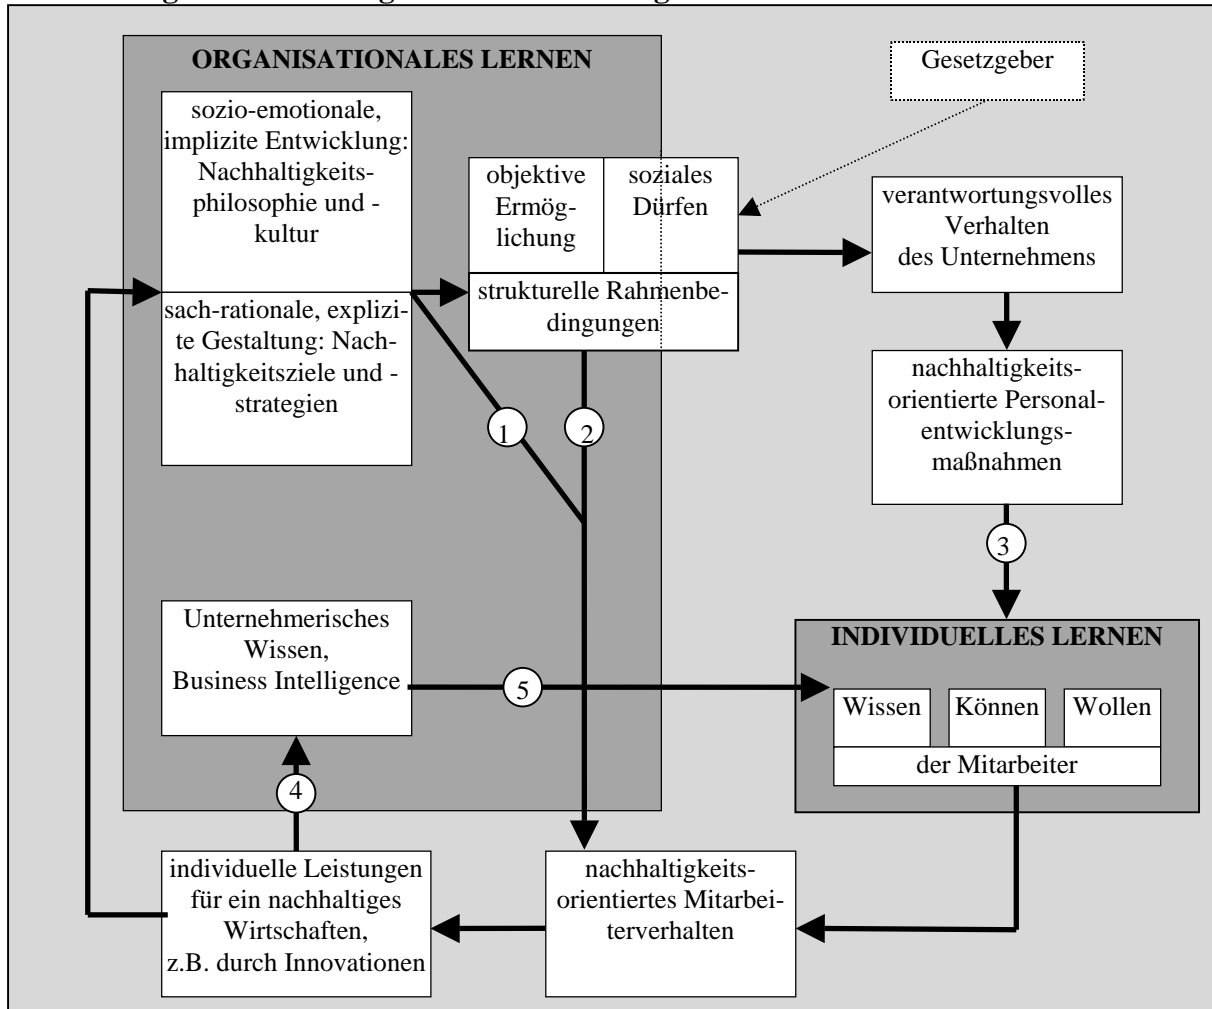 ORGANISATIONALES LERNEN
Gesetzgeber
sozio-emotionale,
implizite Entwicklung:
Nachhaltigkeits-
philosophie und -
kultur
objektive
Ermög-
lichung
soziales
Dürfen
verantwortungsvolles
Verhalten
des Unternehmens
strukturelle Rahmenbe-
dingungen
sach-rationale, explizi-
te Gestaltung: Nach-
haltigkeitsziele und -
strategien
nachhaltigkeits-
orientierte Personal-
entwicklungs-
maßnahmen
1
2
3
Unternehmerisches
Wissen,
Business Intelligence
5
INDIVIDUELLES LERNEN
Wissen
Können
Wollen
der Mitarbeiter
4
individuelle Leistungen
für ein nachhaltiges
Wirtschaften,
z.B. durch Innovationen
nachhaltigkeits-
orientiertes Mitarbei-
terverhalten